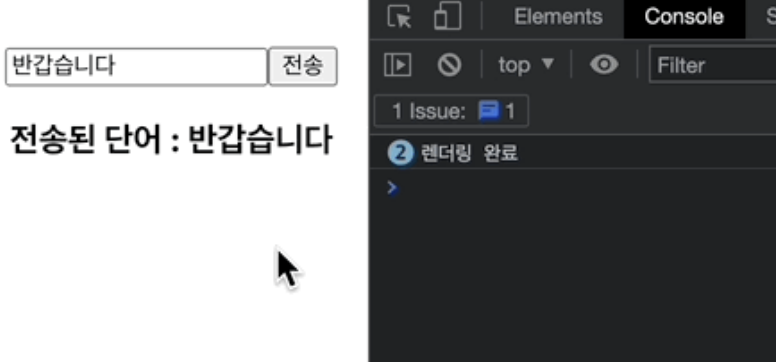 반갑습니다 전송
전송된 단어 : 반갑습니다
Elements Console
top ▼ Filter
1 Issue: 1
2 렌더링 완료
>